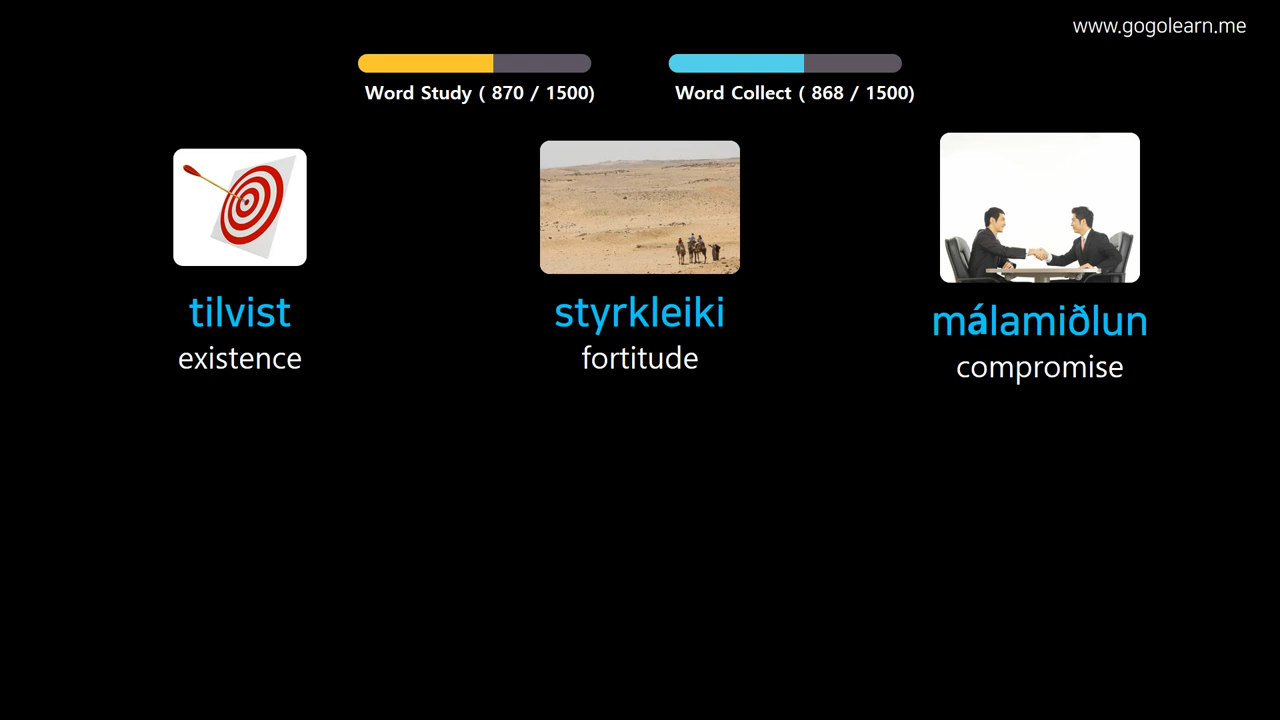 www.gogolearn.me
Word Study ( 870 / 1500)
Word Collect ( 868 / 1500)
tilvist
existence
styrkleiki
fortitude
málamiðlun
compromise